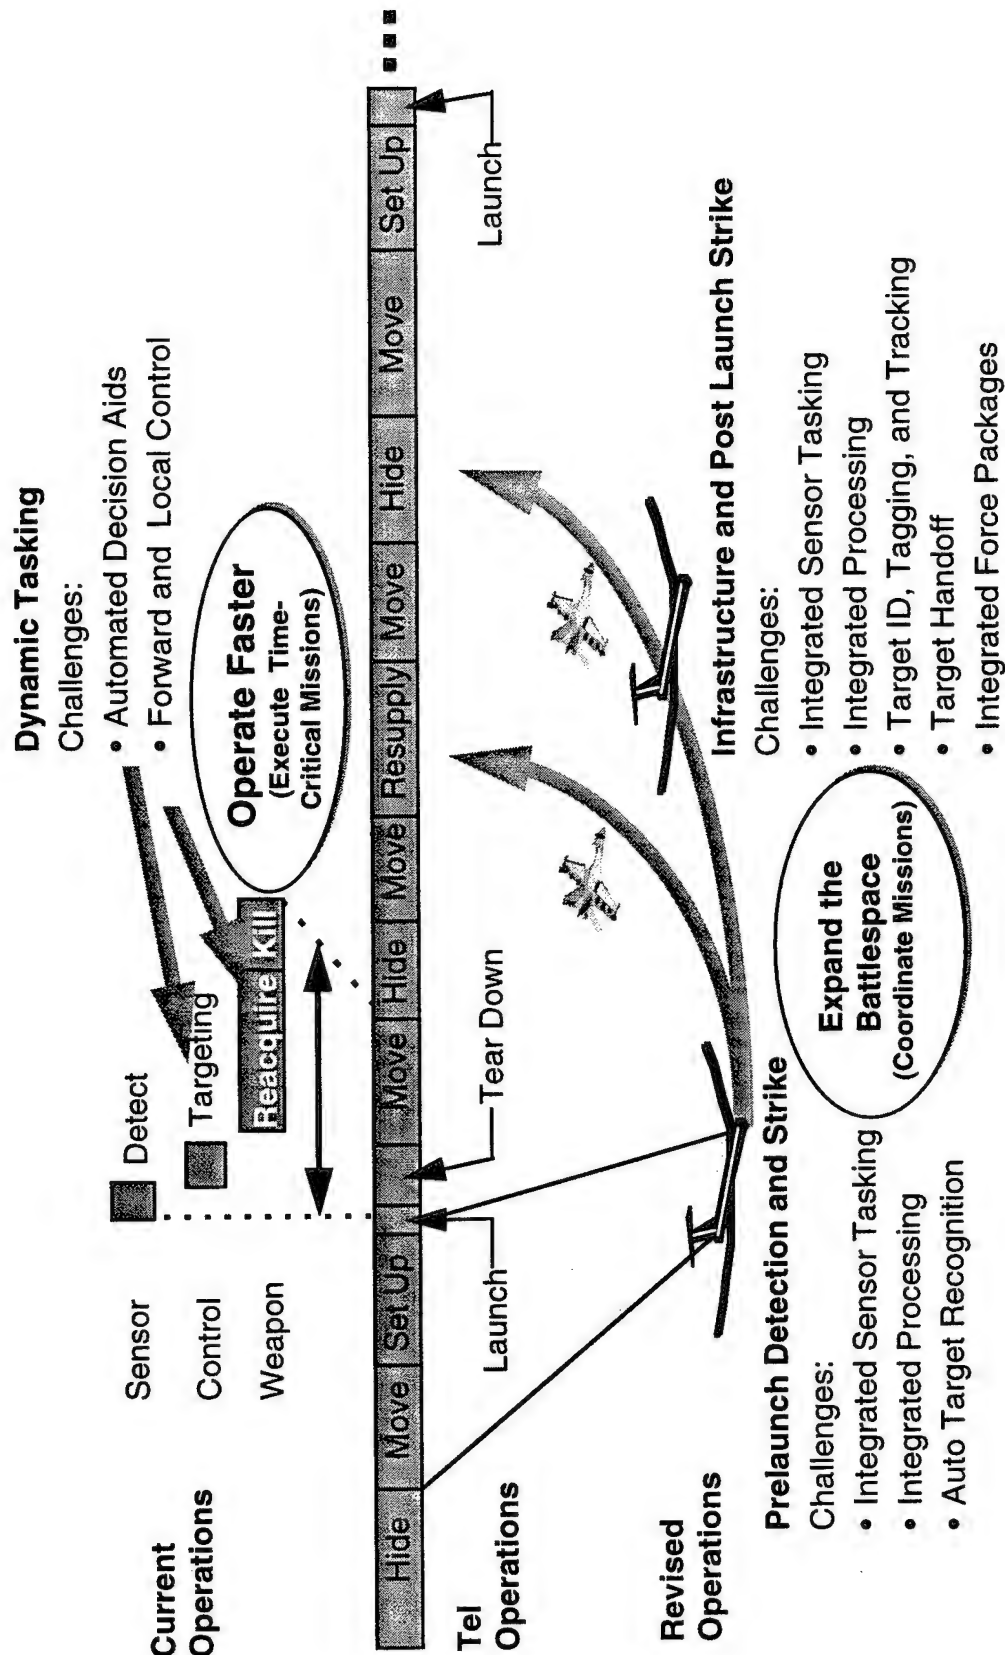 Dynamic Tasking
Challenges:
• Automated Decision Aids
• Forward and Local Control
Current
Operations
Sensor
Detect
Control
Targeting
Weapon
Reacquire
Kill
Operate Faster
(Execute Time-
Critical Missions)
Tel
Operations
Hide
Move
Set Up
Move
Hide
Move
Resupply
Move
Hide
Move
Set Up
Launch
Tear Down
Launch
Revised
Operations
Prelaunch Detection and Strike
Challenges:
• Integrated Sensor Tasking
• Integrated Processing
• Auto Target Recognition
Expand the
Battlespace
(Coordinate Missions)
Infrastructure and Post Launch Strike
Challenges:
• Integrated Sensor Tasking
• Integrated Processing
• Target ID, Tagging, and Tracking
• Target Handoff
• Integrated Force Packages